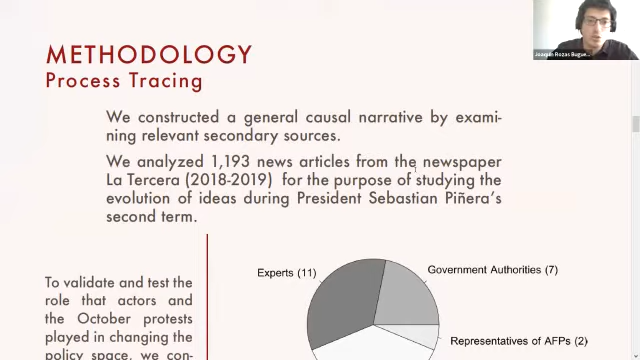 METHODOLOGY
Process Tracing
We constructed a general causal narrative by exami-
ning relevant secondary sources.
We analyzed 1,193 news articles from the newspaper
La Tercera (2018-2019) for the purpose of studying the
evolution of ideas during President Sebastian Piñera's
second term.
To validate and test the
role that actors and
the October protests
played in changing the
policy space, we con-
Experts (11)
Government Authorities (7)
Representatives of AFPs (2)
Joaquín Rozas Bugue...